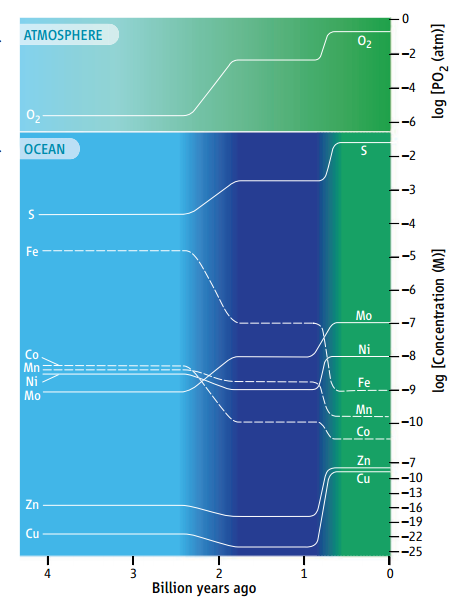 ATMOSPHERE
O2
O2
0
−2
−4
−6
log [PO2 (atm)]
OCEAN
S
S
Fe
Co
Mn
Ni
Mo
Zn
Cu
Mo
Ni
Fe
Mn
Co
Zn
Cu
−2
−3
−4
−5
−6
−7
−8
−9
−10
−7
−10
−13
−16
−19
−22
−25
log [Concentration (M)]
4 3 2 1 0
Billion years ago